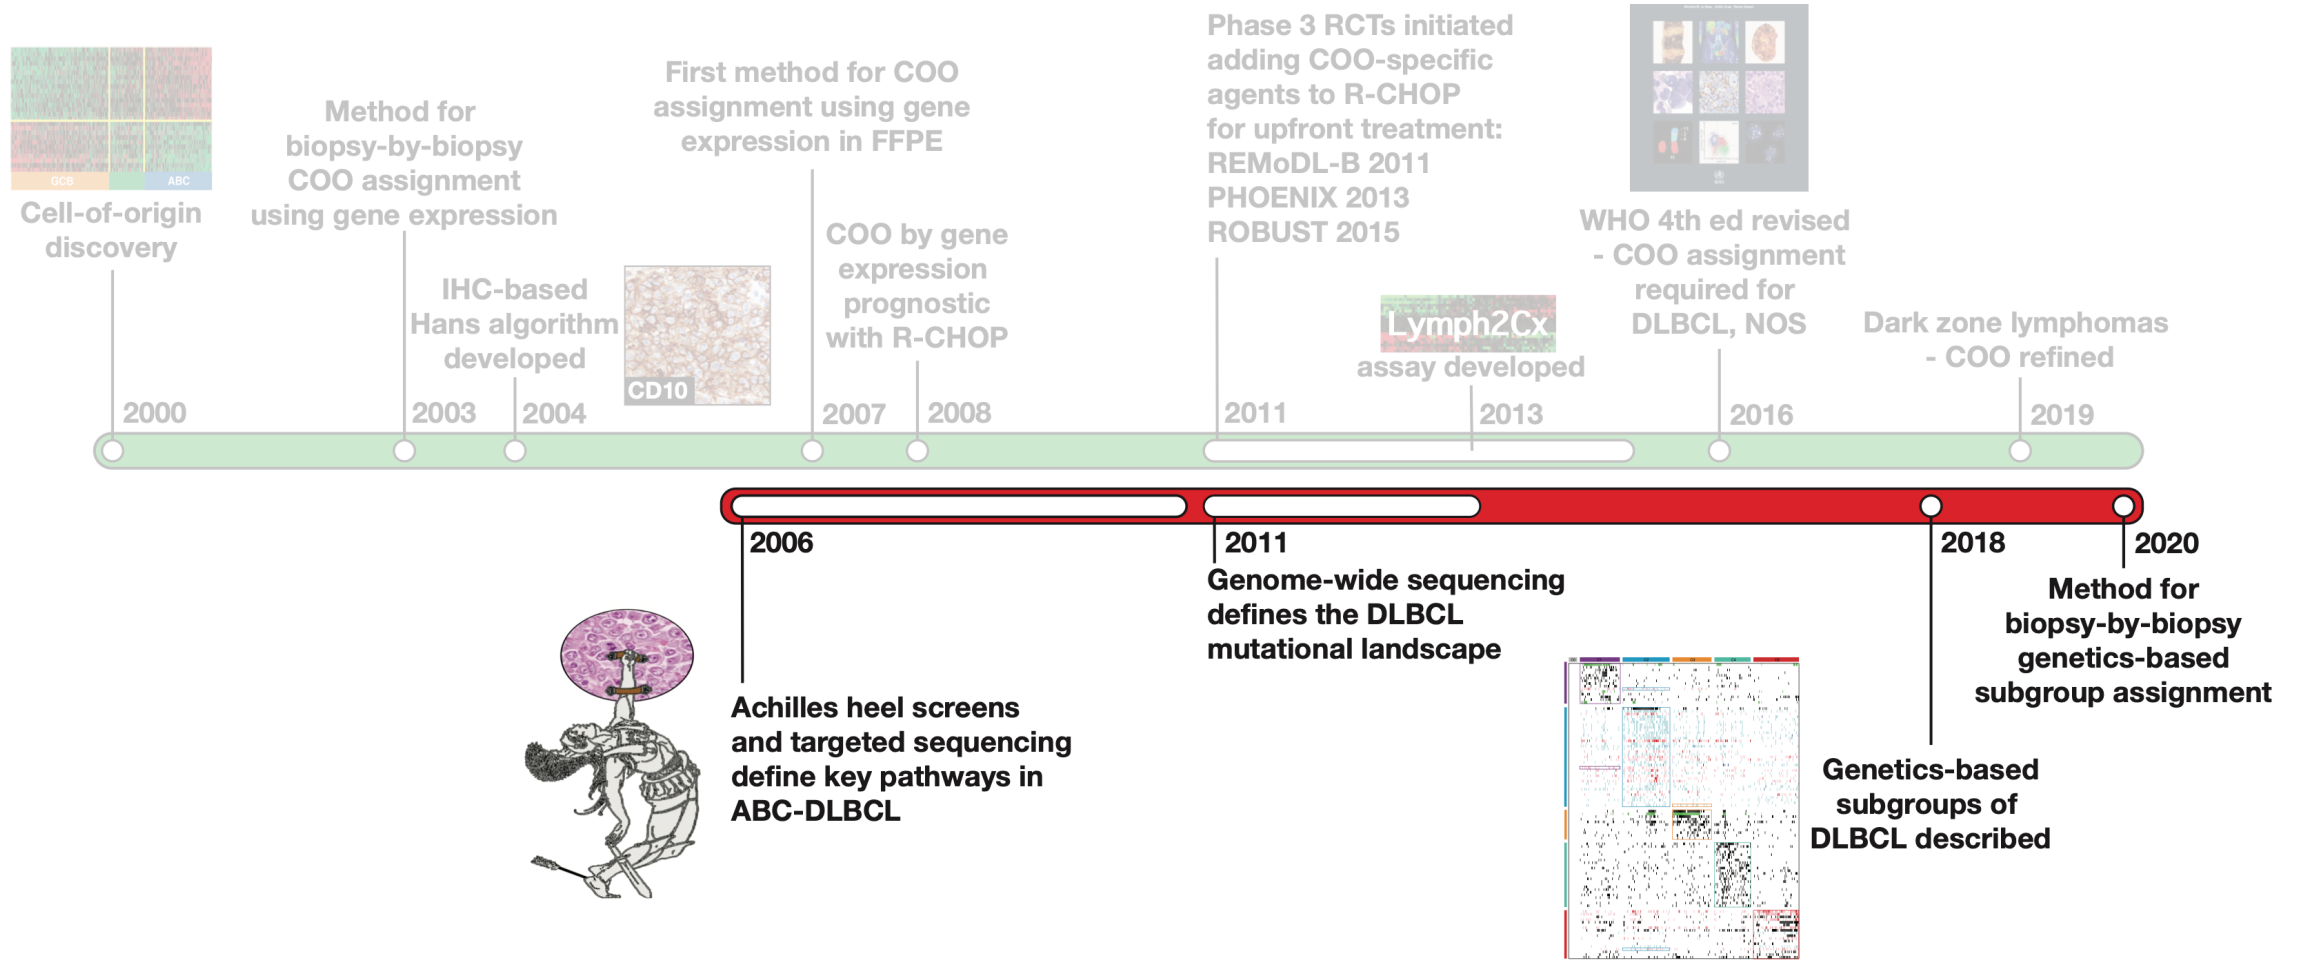 GCB
ABC
Cell-of-origin
discovery
2000
Method for
biopsy-by-biopsy
COO assignment
using gene expression
2003
IHC-based
Hans algorithm
developed
2004
CD10
First method for COO
assignment using gene
expression in FFPE
2007
COO by gene
expression
prognostic
with R-CHOP
2008
Phase 3 RCTs initiated
adding COO-specific
agents to R-CHOP
for upfront treatment:
REMoDL-B 2011
PHOENIX 2013
ROBUST 2015
2011
Lymph2Cx
assay developed
2013
WHO 4th ed revised
- COO assignment
required for
DLBCL, NOS
2016
Dark zone lymphomas
- COO refined
2019
2006
Achilles heel screens
and targeted sequencing
define key pathways in
ABC-DLBCL
2011
Genome-wide sequencing
defines the DLBCL
mutational landscape
2018
Genetics-based
subgroups of
DLBCL described
2020
Method for
biopsy-by-biopsy
genetics-based
subgroup assignment